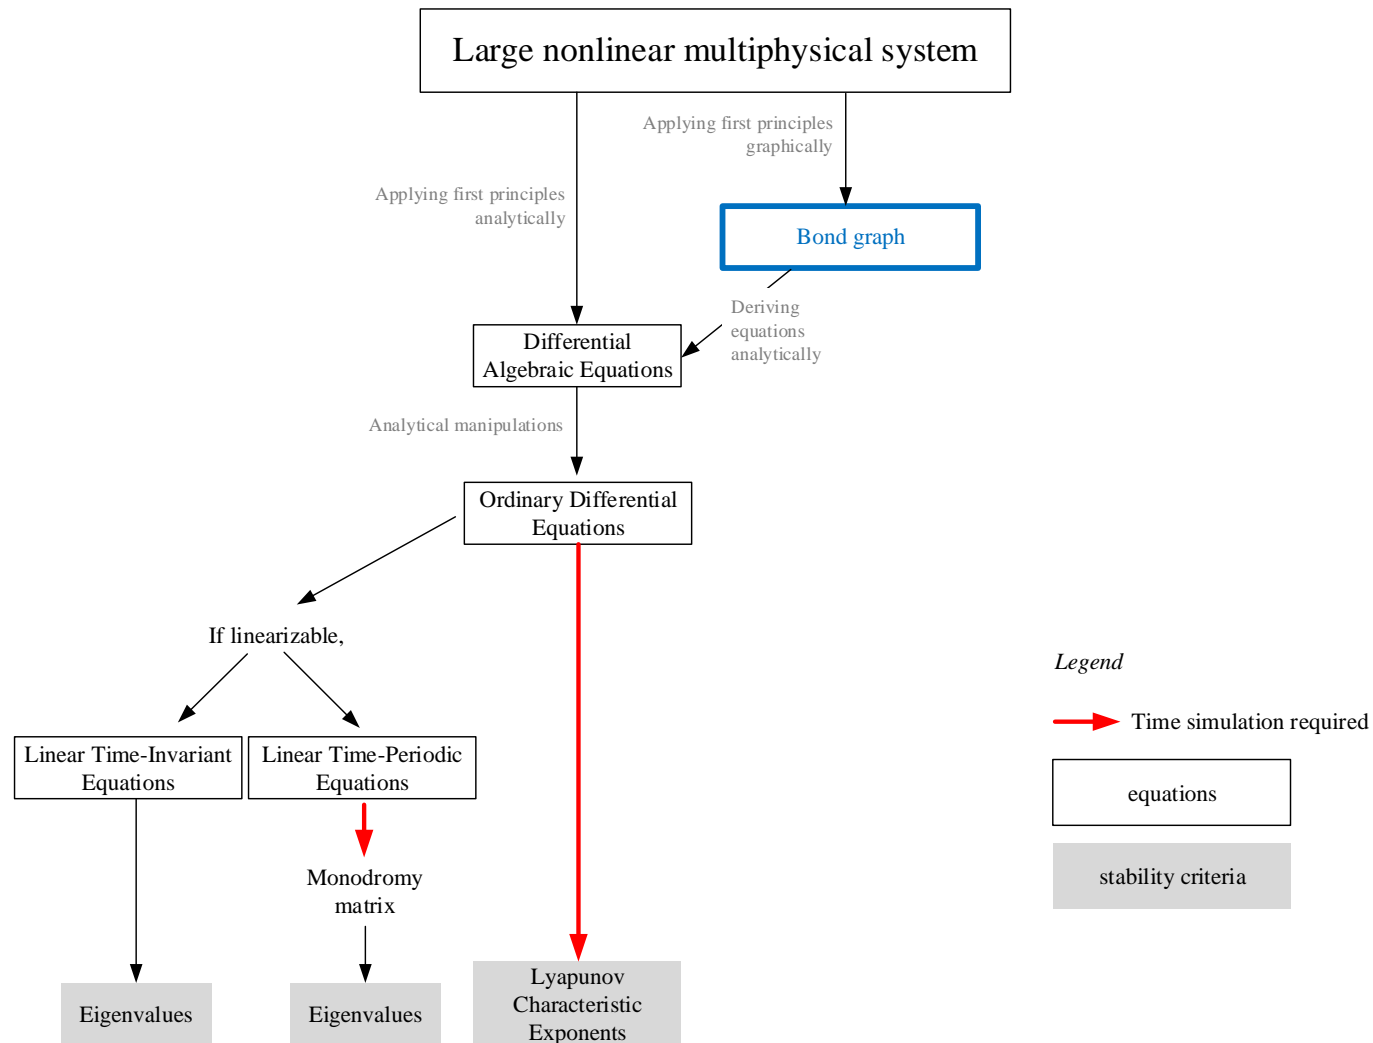 Large nonlinear multiphysical system
Applying first principles
graphically
Applying first principles
analytically
Bond graph
Deriving
equations
analytically
Differential
Algebraic Equations
Analytical manipulations
Ordinary Differential
Equations
If linearizable,
Linear Time-Invariant
Equations
Linear Time-Periodic
Equations
Monodromy
matrix
Eigenvalues
Eigenvalues
Lyapunov
Characteristic
Exponents
Legend
Time simulation required
equations
stability criteria